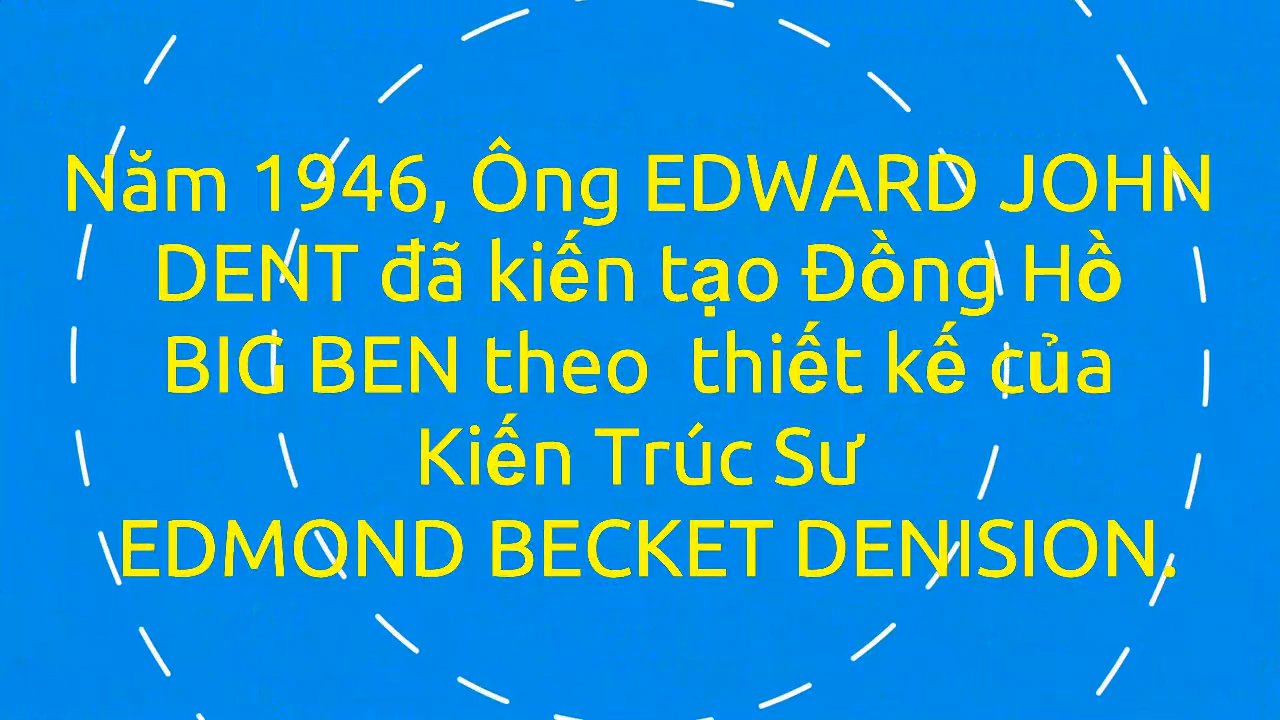 Năm 1946, Ông EDWARD JOHN
DENT đã kiến tạo Đồng Hồ
BIG BEN theo  thiết kế của
Kiến Trúc Sư
EDMOND BECKET DENISION.